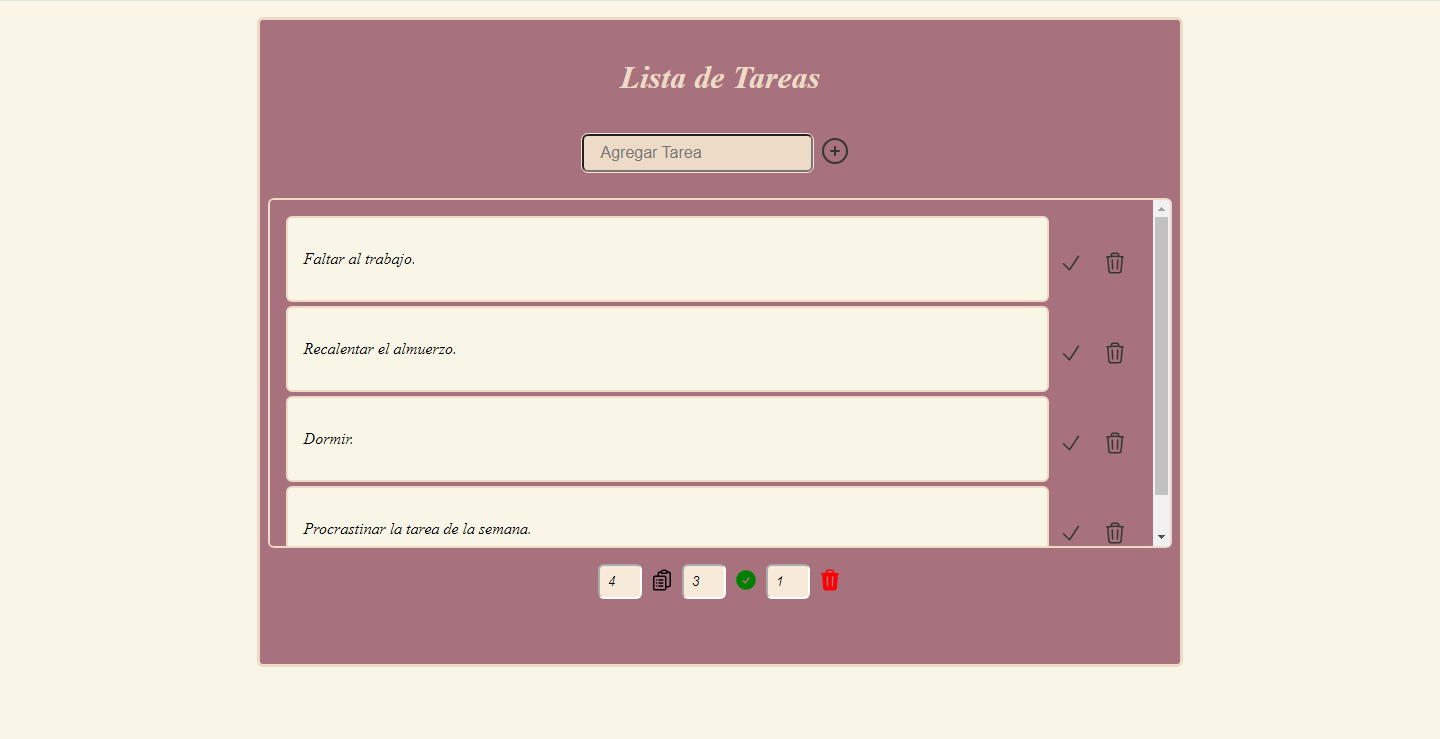 Lista de Tareas
Agregar Tarea
Faltar al trabajo.
Recalentar el almuerzo.
Dormir.
Procrastinar la tarea de la semana.
4 3 1